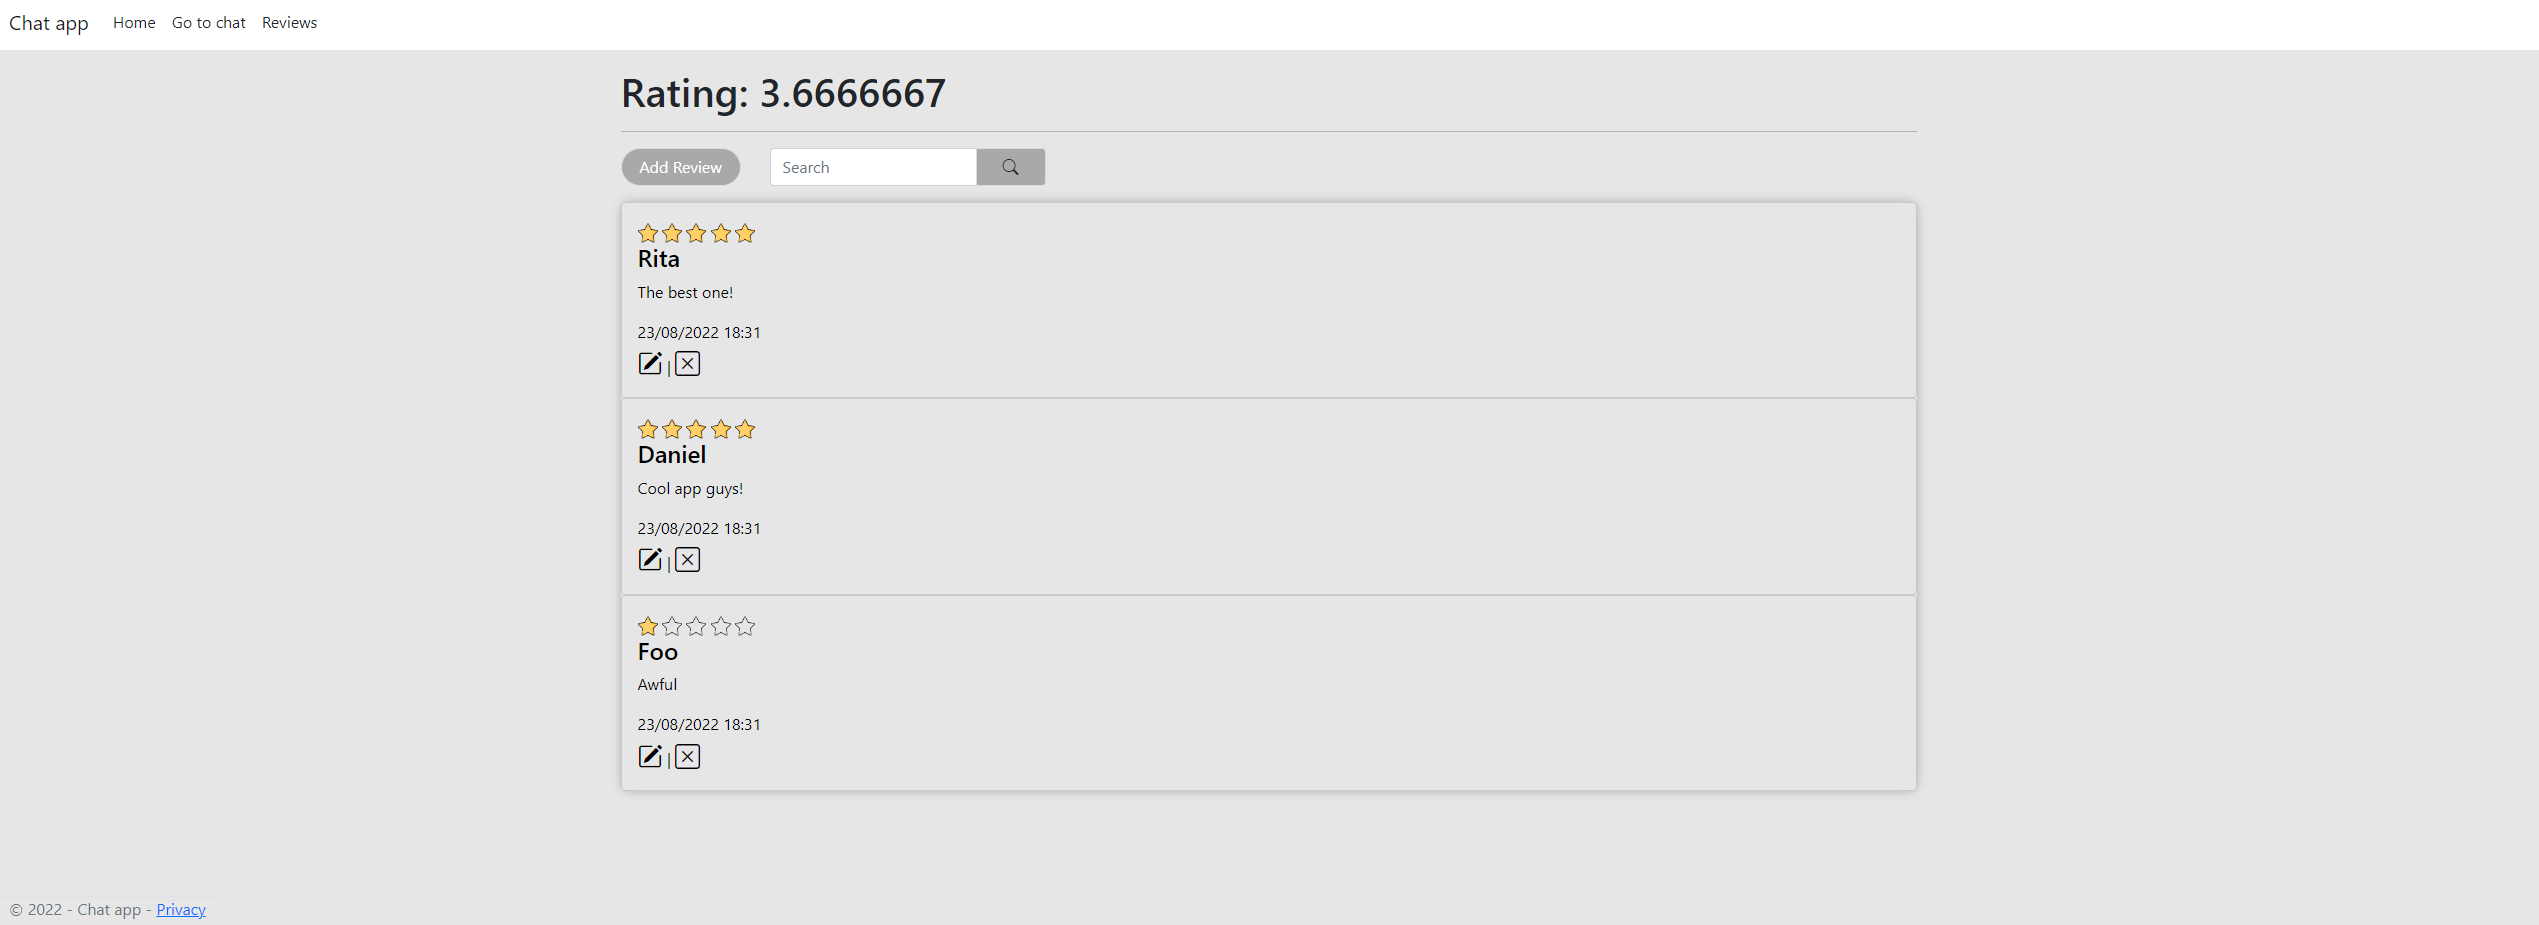 Chat app Home Go to chat Reviews
Rating: 3.6666667
Add Review Search
Rita
The best one!
23/08/2022 18:31
|
Daniel
Cool app guys!
23/08/2022 18:31
|
Foo
Awful
23/08/2022 18:31
|
© 2022 - Chat app - Privacy